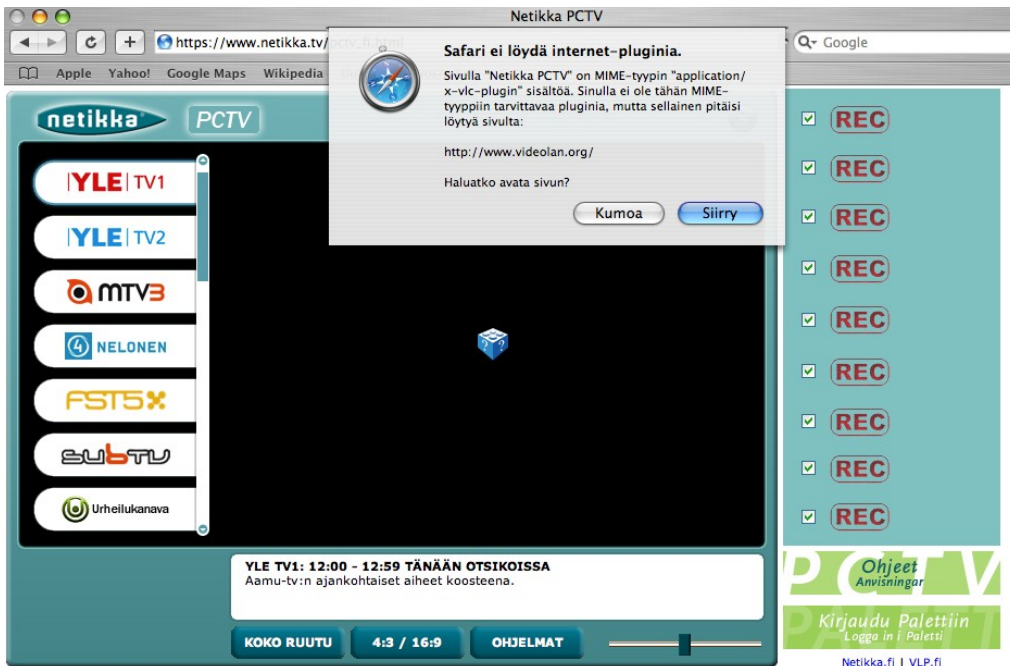 Netikka PCTV
https://www.netikka.tv/pctv_fi.html
Google
Apple Yahoo! Google Maps Wikipedia
Safari ei löydä internet-pluginia.
Sivulla "Netikka PCTV" on MIME-tyypin "application/
x-vlc-plugin" sisältöä. Sinulla ei ole tähän MIME-
tyyppiin tarvittavaa pluginia, mutta sellainen pitäisi
löytyä sivulta:
http://www.videolan.org/
Haluatko avata sivun?
Kumoa Siirry
netikka PCTV
YLE TV1
YLE TV2
MTV3
4 NELONEN
FST5X
SUBTV
Urheilukanava
REC
REC
REC
REC
REC
REC
REC
REC
REC
YLE TV1: 12:00 - 12:59 TÄNÄÄN OTSIKOISSA
Aamu-tv:n ajankohtaiset aiheet koosteena.
KOKO RUUTU 4:3 / 16:9 OHJELMAT
PCTV
Ohjeet
Anvisningar
PALETT
Kirjaudu Palettiin
Logga in i Paletti
Netikka.fi | VLP.fi